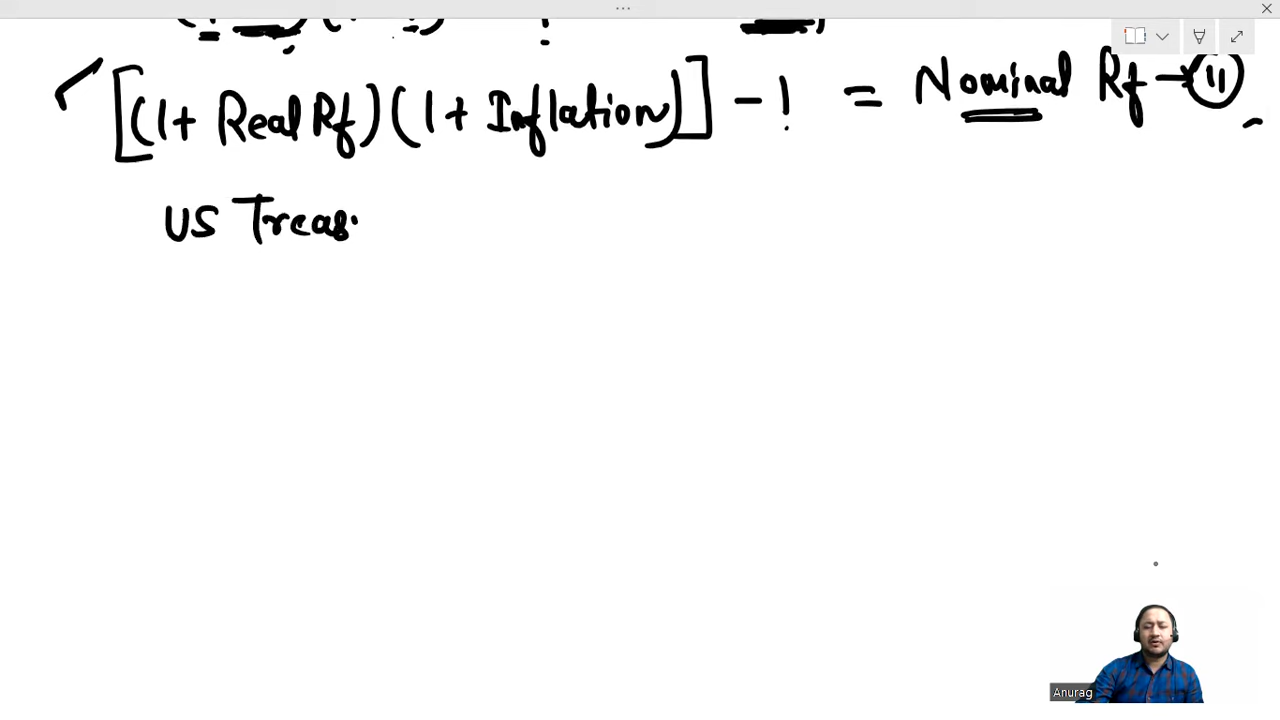 [(1+ Real Rf)(1+ Inflation)] - 1 = Nominal Rf → 11
US Treas
Anurag